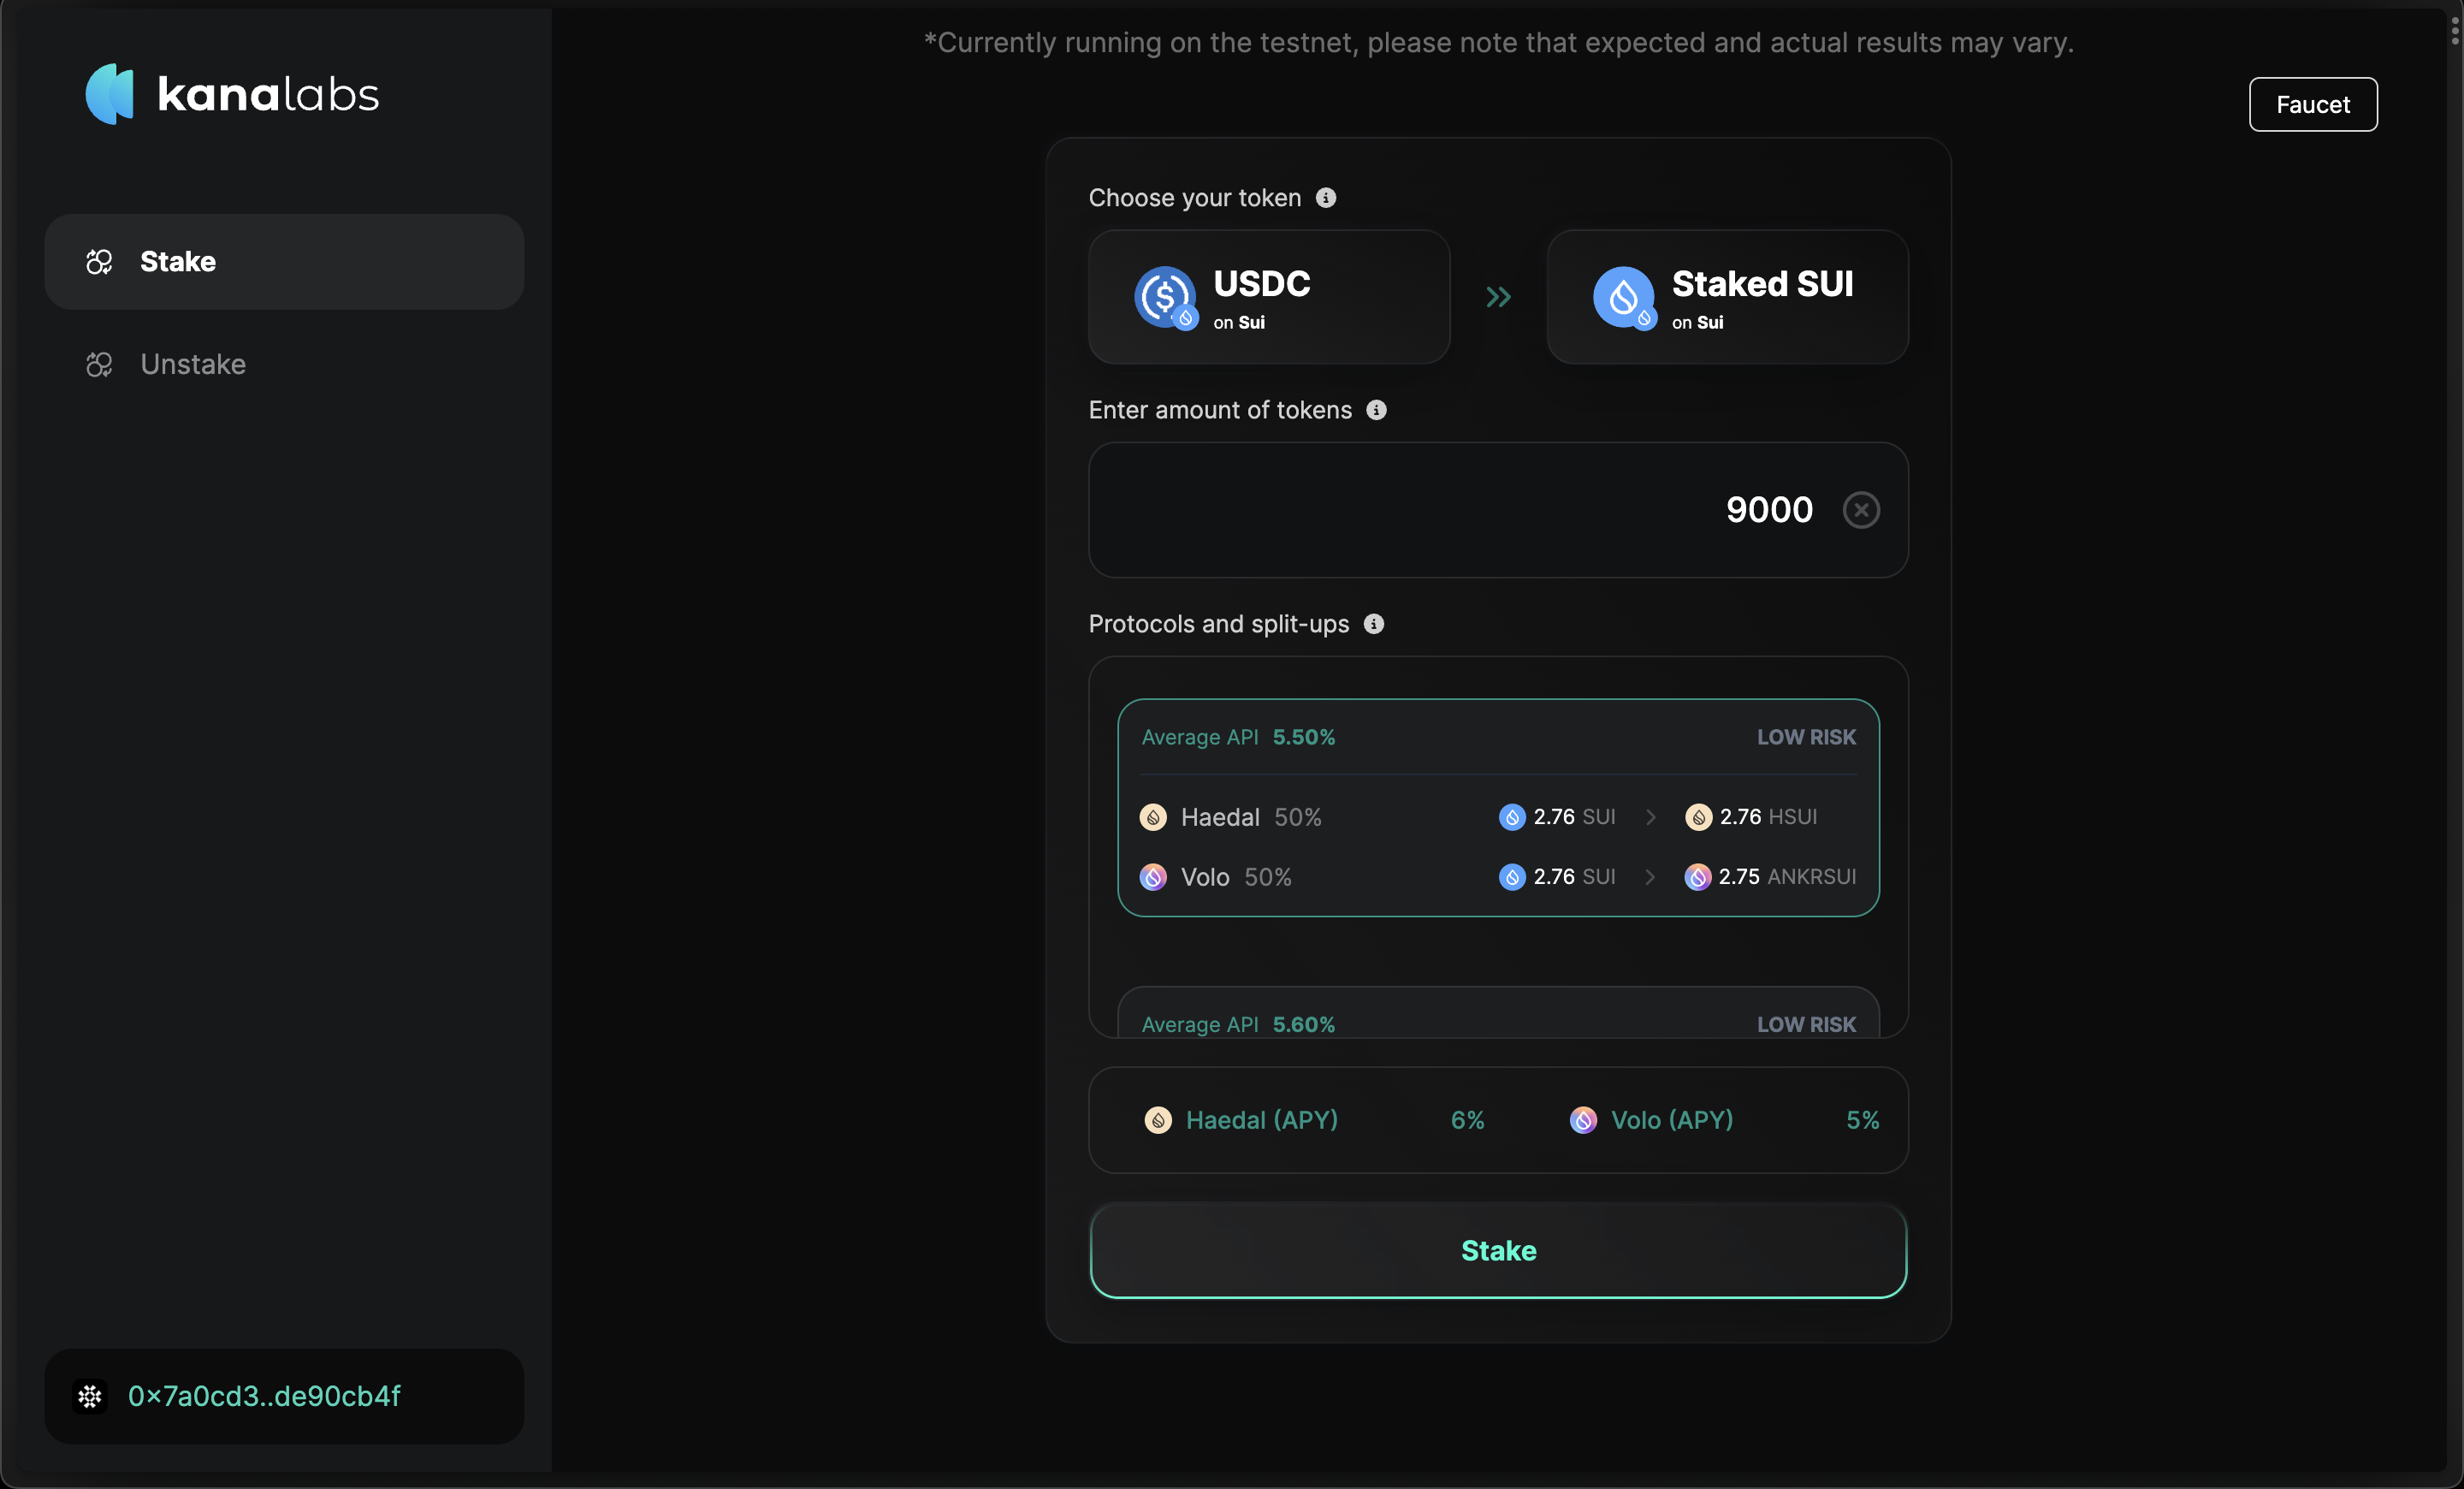 *Currently running on the testnet, please note that expected and actual results may vary.
kanalabs
Faucet
Stake
Unstake
Choose your token
USDC
on Sui
Staked SUI
on Sui
Enter amount of tokens
9000
Protocols and split-ups
Average API 5.50% LOW RISK
Haedal 50% 2.76 SUI > 2.76 HSUI
Volo 50% 2.76 SUI > 2.75 ANKRSUI
Average API 5.60% LOW RISK
Haedal (APY) 6% Volo (APY) 5%
Stake
0x7a0cd3..de90cb4f